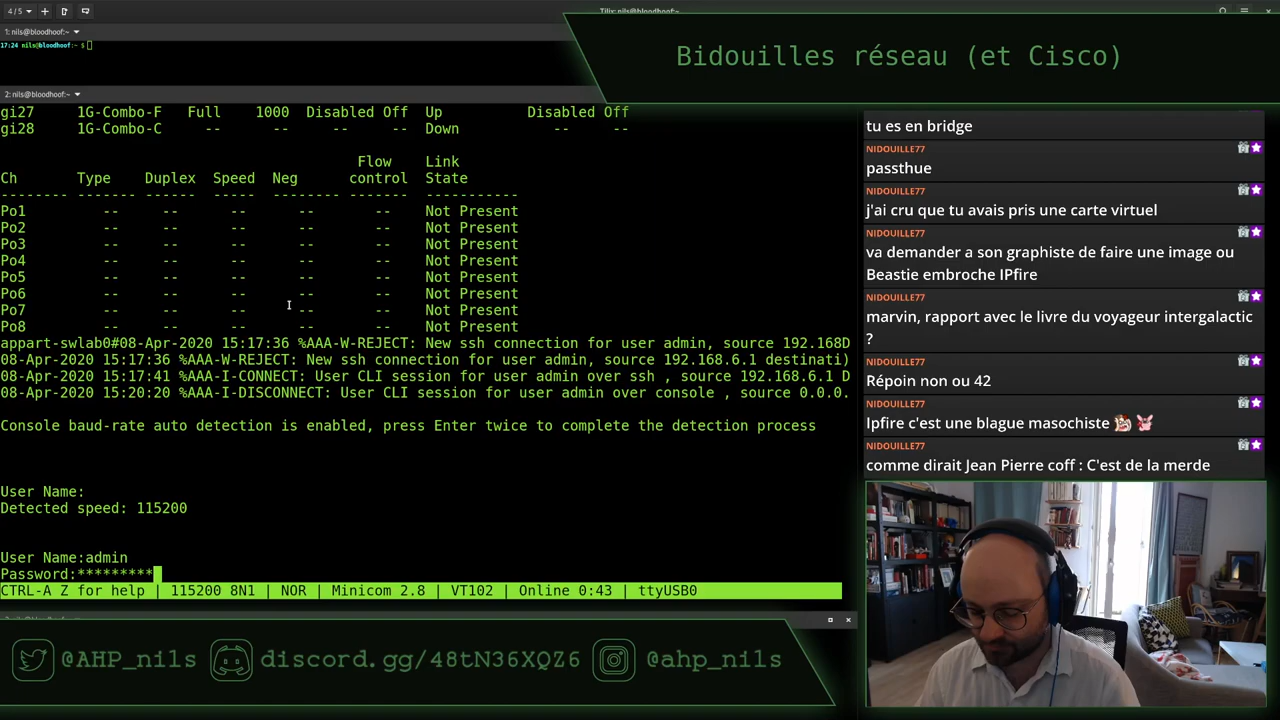 4/5
Tilix: nils@bloodhoof:~
1: nils@bloodhoof:~
17:24 nils@bloodhoof:~ $
Bidouilles réseau (et Cisco)
2: nils@bloodhoof:~
gi27 1G-Combo-F Full 1000 Disabled Off Up Disabled Off
gi28 1G-Combo-C -- -- -- -- Down -- --
Flow Link
Ch Type Duplex Speed Neg control State
-------- ------- ------ ----- -------- ------- -----------
Po1 -- -- -- -- -- Not Present
Po2 -- -- -- -- -- Not Present
Po3 -- -- -- -- -- Not Present
Po4 -- -- -- -- -- Not Present
Po5 -- -- -- -- -- Not Present
Po6 -- -- -- -- -- Not Present
Po7 -- -- -- -- -- Not Present
Po8 -- -- -- -- -- Not Present
appart-swlab0#08-Apr-2020 15:17:36 %AAA-W-REJECT: New ssh connection for user admin, source 192.168D
08-Apr-2020 15:17:36 %AAA-W-REJECT: New ssh connection for user admin, source 192.168.6.1 destinati)
08-Apr-2020 15:17:41 %AAA-I-CONNECT: User CLI session for user admin over ssh , source 192.168.6.1 D
08-Apr-2020 15:20:20 %AAA-I-DISCONNECT: User CLI session for user admin over console , source 0.0.0.
Console baud-rate auto detection is enabled, press Enter twice to complete the detection process
User Name:
Detected speed: 115200
User Name:admin
Password:*********
CTRL-A Z for help | 115200 8N1 | NOR | Minicom 2.8 | VT102 | Online 0:43 | ttyUSB0
tu es en bridge
NIDOUILLE77
passthue
NIDOUILLE77
j'ai cru que tu avais pris une carte virtuel
NIDOUILLE77
va demander a son graphiste de faire une image ou
Beastie embroche IPfire
NIDOUILLE77
marvin, rapport avec le livre du voyageur intergalactic
?
NIDOUILLE77
Répoin non ou 42
NIDOUILLE77
Ipfire c'est une blague masochiste
NIDOUILLE77
comme dirait Jean Pierre coff : C'est de la merde
@AHP_nils discord.gg/48tN36XQZ6 @ahp_nils